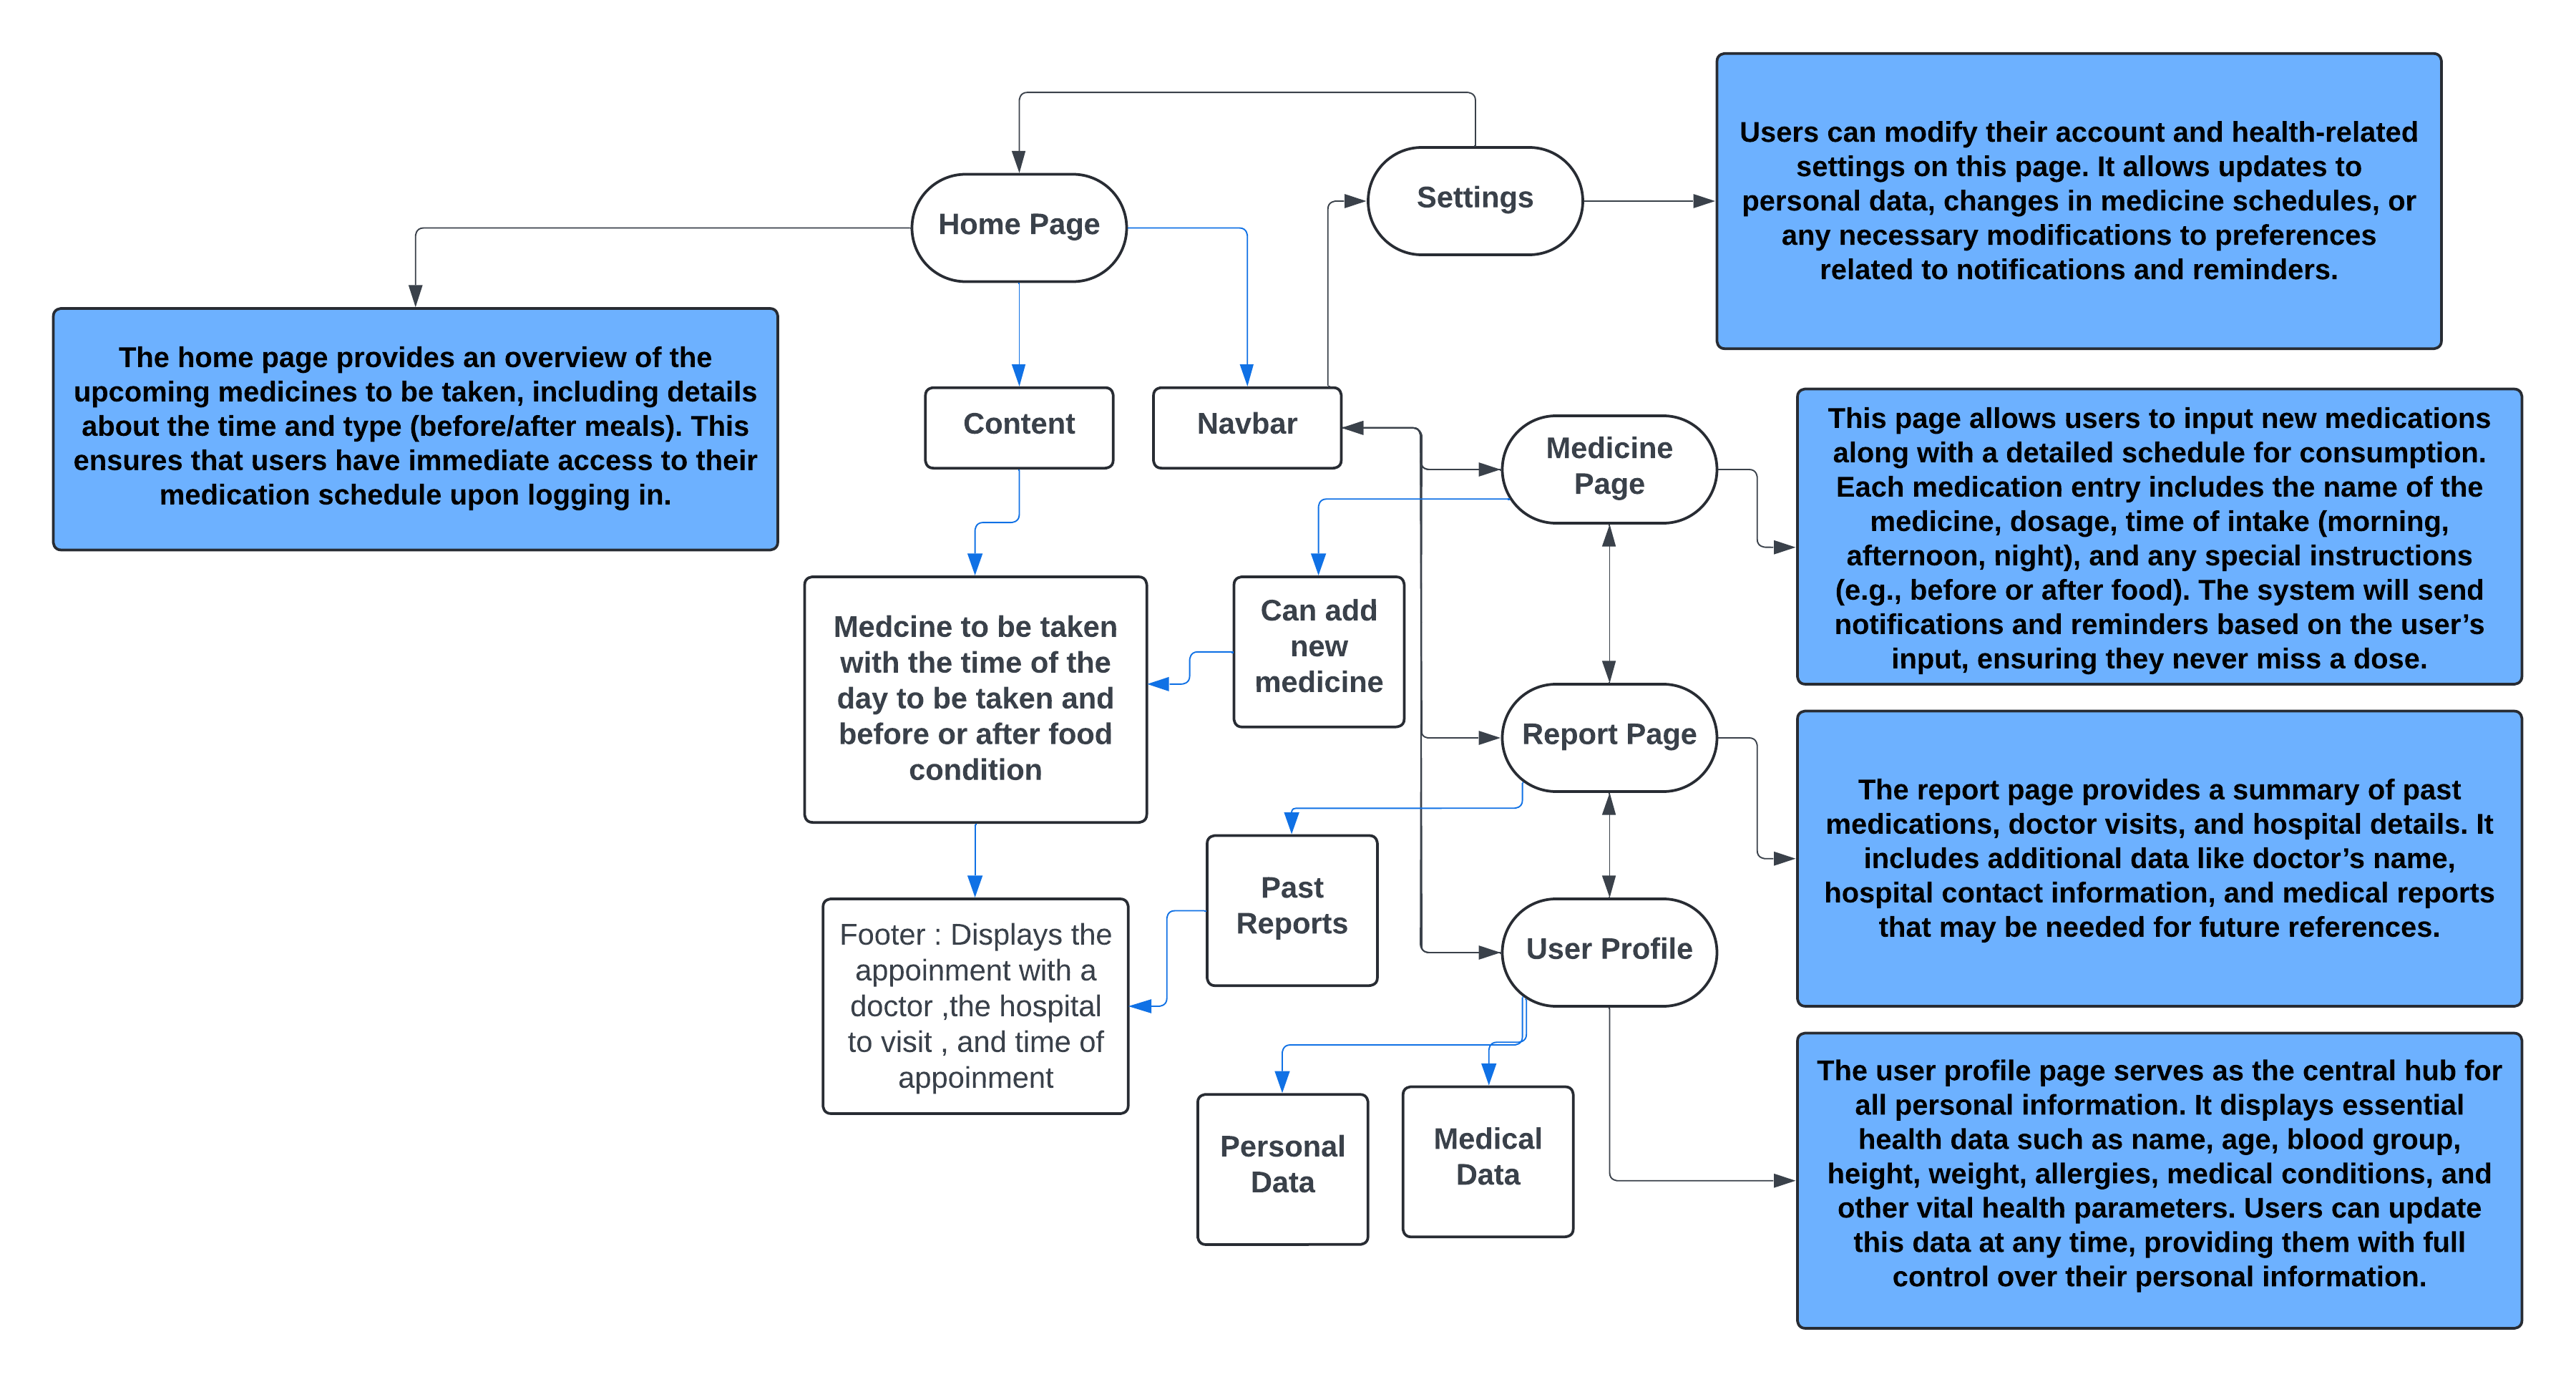 Users can modify their account and health-related
settings on this page. It allows updates to
personal data, changes in medicine schedules, or
any necessary modifications to preferences
related to notifications and reminders.
Settings
Home Page
The home page provides an overview of the
upcoming medicines to be taken, including details
about the time and type (before/after meals). This
ensures that users have immediate access to their
medication schedule upon logging in.
Content
Navbar
Medicine
Page
This page allows users to input new medications
along with a detailed schedule for consumption.
Each medication entry includes the name of the
medicine, dosage, time of intake (morning,
afternoon, night), and any special instructions
(e.g., before or after food). The system will send
notifications and reminders based on the user’s
input, ensuring they never miss a dose.
Medcine to be taken
with the time of the
day to be taken and
before or after food
condition
Can add
new
medicine
Report Page
The report page provides a summary of past
medications, doctor visits, and hospital details. It
includes additional data like doctor’s name,
hospital contact information, and medical reports
that may be needed for future references.
Past
Reports
Footer : Displays the
appoinment with a
doctor ,the hospital
to visit , and time of
appoinment
User Profile
Personal
Data
Medical
Data
The user profile page serves as the central hub for
all personal information. It displays essential
health data such as name, age, blood group,
height, weight, allergies, medical conditions, and
other vital health parameters. Users can update
this data at any time, providing them with full
control over their personal information.